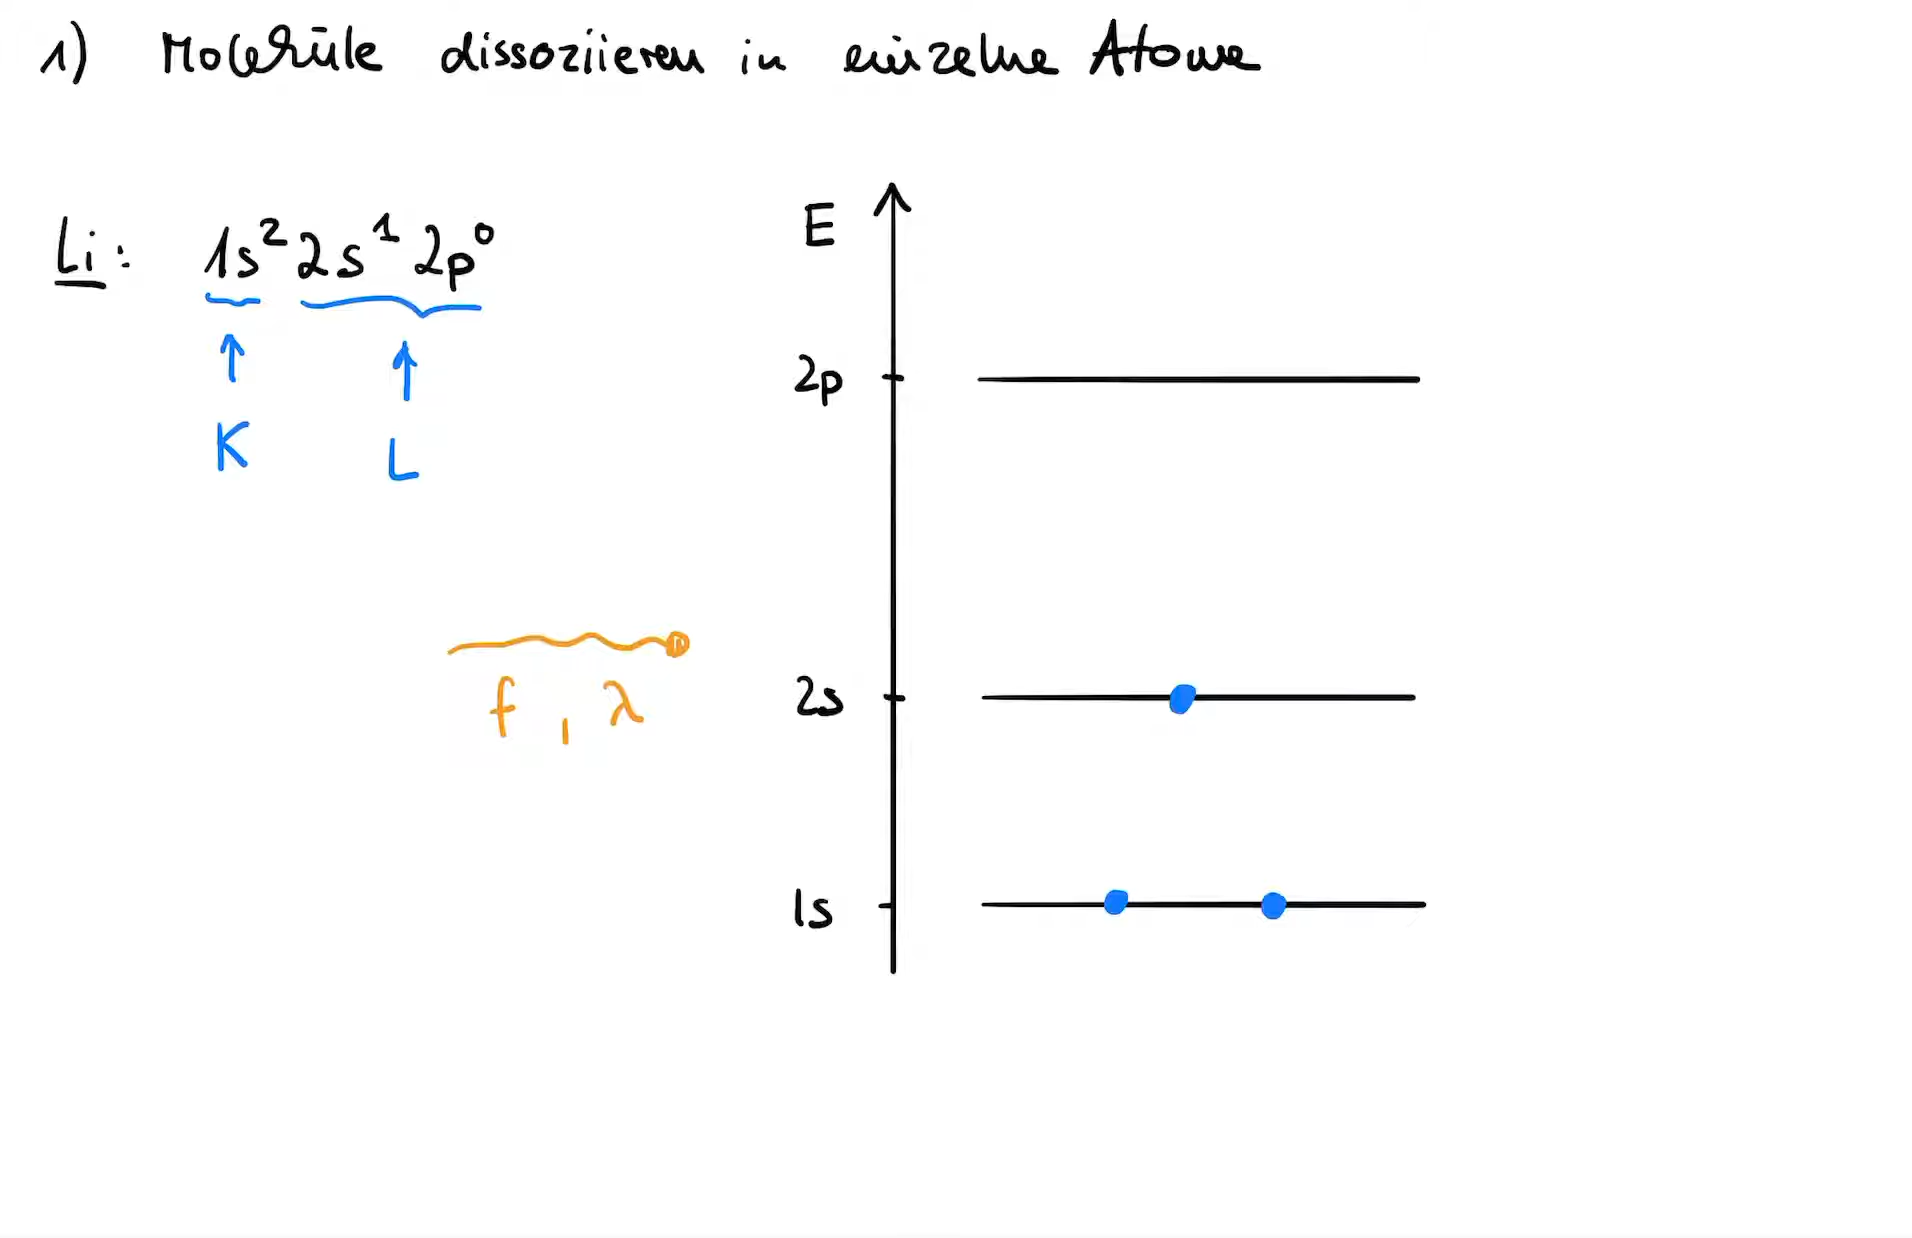 1) Moleküle dissoziieren in einzelne Atome
Li: 1s² 2s¹ 2p⁰
K L
f, λ
E
2p
2s
1s